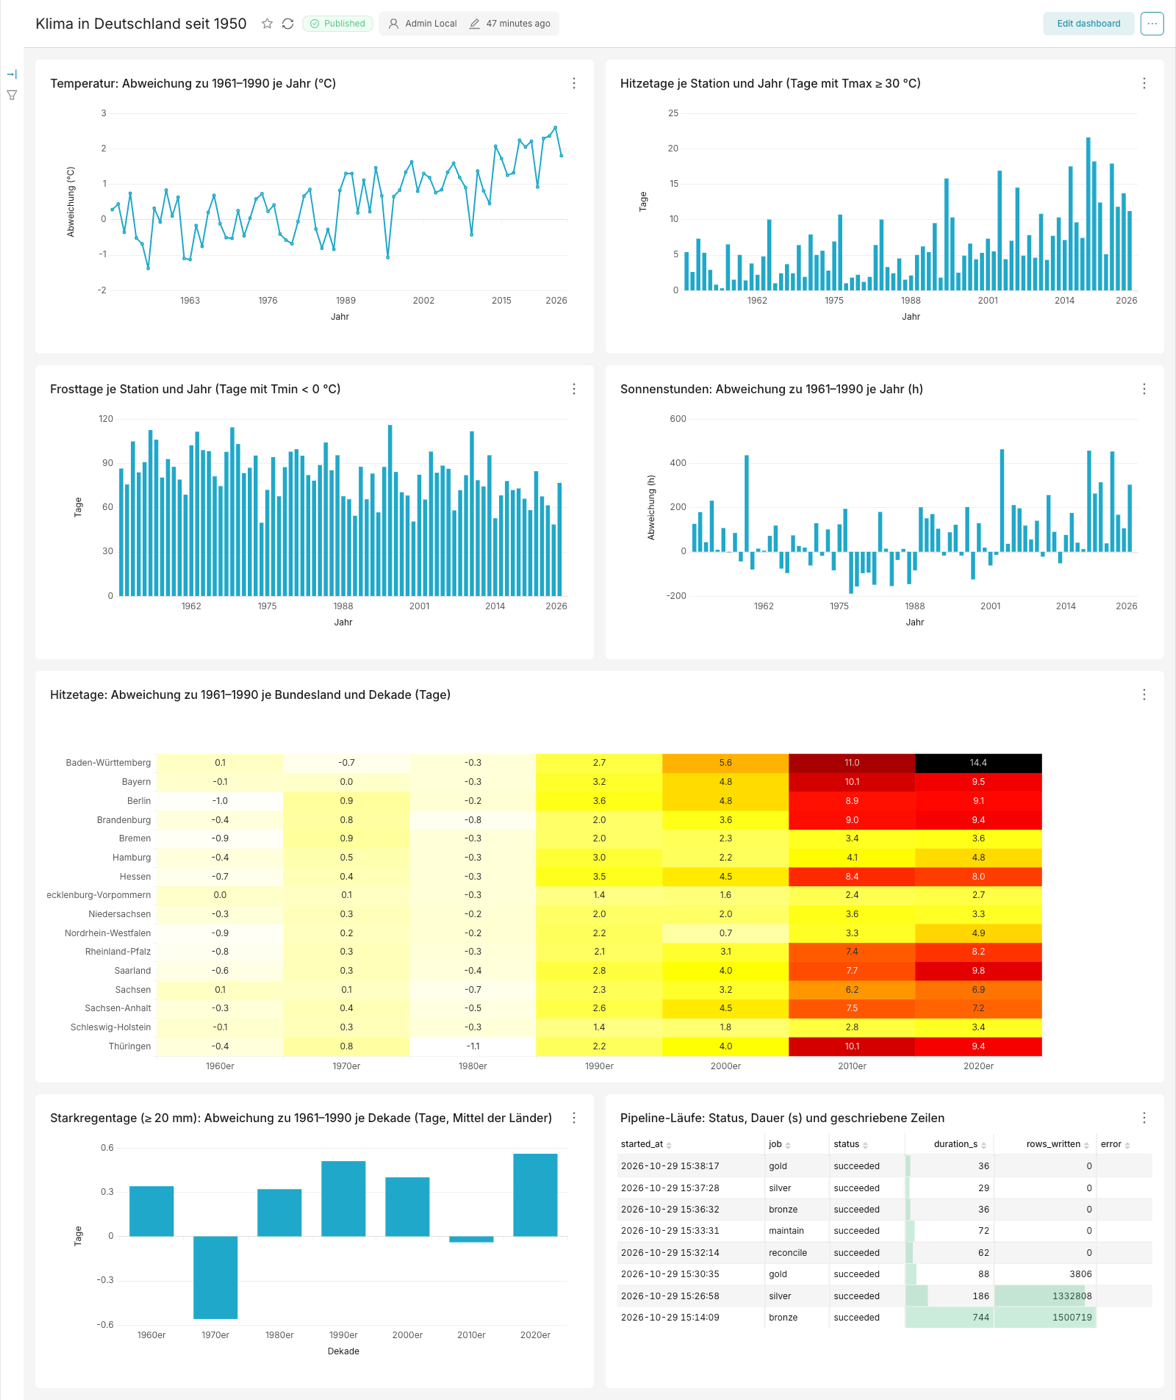 Klima in Deutschland seit 1950 Published Admin Local 47 minutes ago Edit dashboard
Temperatur: Abweichung zu 1961–1990 je Jahr (°C)
3
2
1
0
-1
-2
Abweichung (°C)
1963 1976 1989 2002 2015 2026
Jahr
Hitzetage je Station und Jahr (Tage mit Tmax ≥ 30 °C)
25
20
15
10
5
0
Tage
1962 1975 1988 2001 2014 2026
Jahr
Frosttage je Station und Jahr (Tage mit Tmin < 0 °C)
120
90
60
30
0
Tage
1962 1975 1988 2001 2014 2026
Jahr
Sonnenstunden: Abweichung zu 1961–1990 je Jahr (h)
600
400
200
0
-200
Abweichung (h)
1962 1975 1988 2001 2014 2026
Jahr
Hitzetage: Abweichung zu 1961–1990 je Bundesland und Dekade (Tage)
Baden-Württemberg 0.1 -0.7 -0.3 2.7 5.6 11.0 14.4
Bayern -0.1 0.0 -0.3 3.2 4.8 10.1 9.5
Berlin -1.0 0.9 -0.2 3.6 4.8 8.9 9.1
Brandenburg -0.4 0.8 -0.8 2.0 3.6 9.0 9.4
Bremen -0.9 0.9 -0.3 2.0 2.3 3.4 3.6
Hamburg -0.4 0.5 -0.3 3.0 2.2 4.1 4.8
Hessen -0.7 0.4 -0.3 3.5 4.5 8.4 8.0
ecklenburg-Vorpommern 0.0 0.1 -0.3 1.4 1.6 2.4 2.7
Niedersachsen -0.3 0.3 -0.2 2.0 2.0 3.6 3.3
Nordrhein-Westfalen -0.9 0.2 -0.2 2.2 0.7 3.3 4.9
Rheinland-Pfalz -0.8 0.3 -0.3 2.1 3.1 7.4 8.2
Saarland -0.6 0.3 -0.4 2.8 4.0 7.7 9.8
Sachsen 0.1 0.1 -0.7 2.3 3.2 6.2 6.9
Sachsen-Anhalt -0.3 0.4 -0.5 2.6 4.5 7.5 7.2
Schleswig-Holstein -0.1 0.3 -0.3 1.4 1.8 2.8 3.4
Thüringen -0.4 0.8 -1.1 2.2 4.0 10.1 9.4
1960er 1970er 1980er 1990er 2000er 2010er 2020er
Starkregentage (≥ 20 mm): Abweichung zu 1961–1990 je Dekade (Tage, Mittel der Länder)
0.6
0.3
0
-0.3
-0.6
Tage
1960er 1970er 1980er 1990er 2000er 2010er 2020er
Dekade
Pipeline-Läufe: Status, Dauer (s) und geschriebene Zeilen
started_at job status duration_s rows_written error
2026-10-29 15:38:17 gold succeeded 36 0
2026-10-29 15:37:28 silver succeeded 29 0
2026-10-29 15:36:32 bronze succeeded 36 0
2026-10-29 15:33:31 maintain succeeded 72 0
2026-10-29 15:32:14 reconcile succeeded 62 0
2026-10-29 15:30:35 gold succeeded 88 3806
2026-10-29 15:26:58 silver succeeded 186 1332808
2026-10-29 15:14:09 bronze succeeded 744 1500719